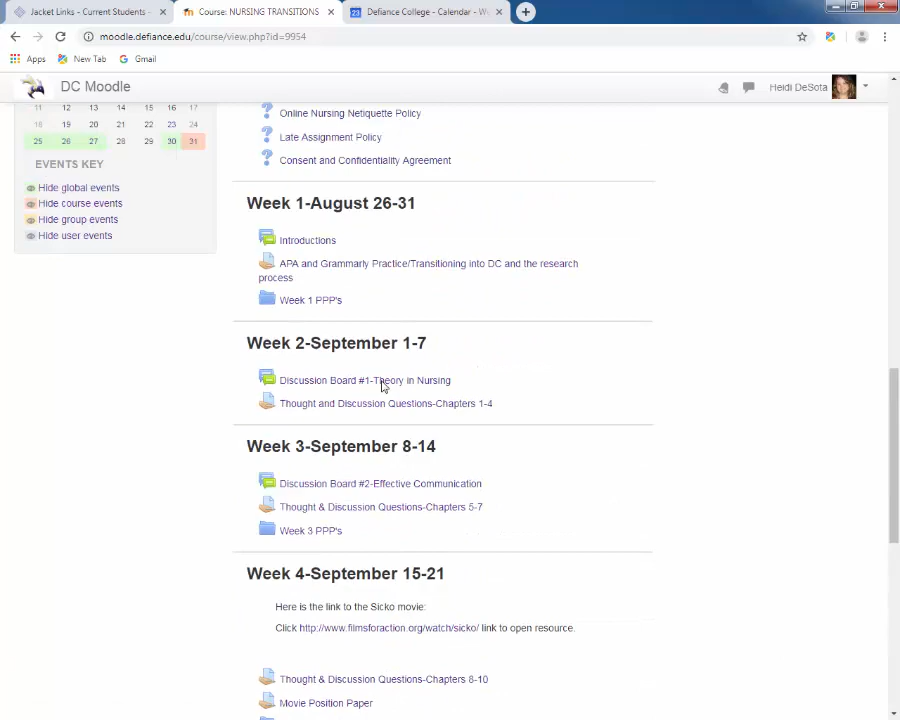 Jacket Links - Current Students -
Course: NURSING TRANSITIONS
23 Defiance College - Calendar - W
moodle.defiance.edu/course/view.php?id=9954
Apps New Tab Gmail
DC Moodle
Heidi DeSota
11 12 13 14 15 16 17
18 19 20 21 22 23 24
25 26 27 28 29 30 31
EVENTS KEY
Hide global events
Hide course events
Hide group events
Hide user events
Online Nursing Netiquette Policy
Late Assignment Policy
Consent and Confidentiality Agreement
Week 1-August 26-31
Introductions
APA and Grammarly Practice/Transitioning into DC and the research
process
Week 1 PPP's
Week 2-September 1-7
Discussion Board #1-Theory in Nursing
Thought and Discussion Questions-Chapters 1-4
Week 3-September 8-14
Discussion Board #2-Effective Communication
Thought & Discussion Questions-Chapters 5-7
Week 3 PPP's
Week 4-September 15-21
Here is the link to the Sicko movie:
Click http://www.filmsforaction.org/watch/sicko/ link to open resource.
Thought & Discussion Questions-Chapters 8-10
Movie Position Paper